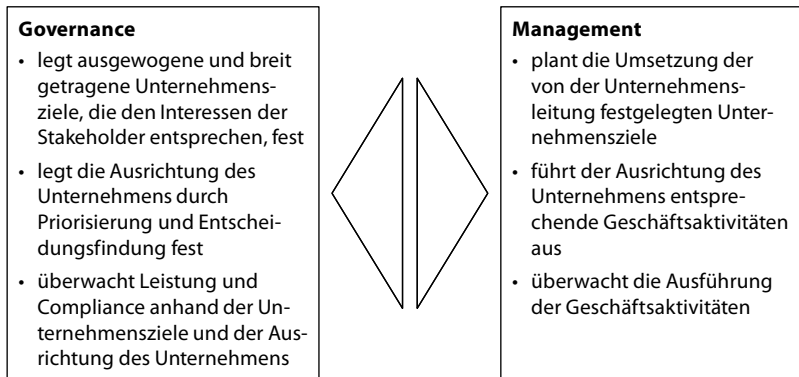 Governance
• legt ausgewogene und breit
getragene Unternehmens-
ziele, die den Interessen der
Stakeholder entsprechen, fest
• legt die Ausrichtung des
Unternehmens durch
Priorisierung und Entschei-
dungsfindung fest
• überwacht Leistung und
Compliance anhand der Un-
ternehmensziele und der Aus-
richtung des Unternehmens
Management
• plant die Umsetzung der
von der Unternehmens-
leitung festgelegten Unter-
nehmensziele
• führt der Ausrichtung des
Unternehmens entspre-
chende Geschäftsaktivitäten
aus
• überwacht die Ausführung
der Geschäftsaktivitäten